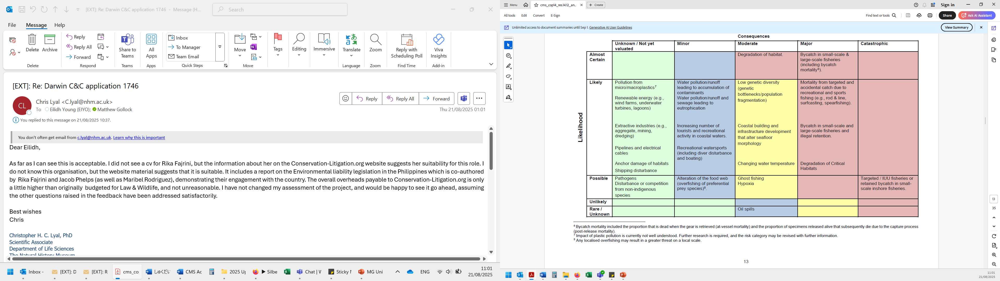 [EXT]: Re: Darwin C&C application 1746 - Message (H...
Search
File
Message
Help
Delete
Archive
Delete
Reply
Reply All
Forward
Respond
Share to
Teams
Teams
All
Apps
Apps
Inbox
To Manager
Team Email
Quick Steps
Move
Move
Tags
Editing
Immersive
Translate
Language
Zoom
Zoom
Reply with
Scheduling Poll
Find Time
Viva
Insights
Add-in
[EXT]: Re: Darwin C&C application 1746
CL
Chris Lyal <C.lyal@nhm.ac.uk>
To Eilidh Young (EIYO); Matthew Gollock
Reply
Reply All
Forward
Thu 21/08/2025 01:01
You replied to this message on 21/08/2025 10:37.
You don't often get email from c.lyal@nhm.ac.uk. Learn why this is important
Dear Eilidh,
As far as I can see this is acceptable. I did not see a cv for Rika Fajrini, but the information about her on the Conservation-Litigation.org website suggests her suitability for this role. I
do not know this organisation, but the website material suggests that it is suitable. It includes a report on the Environmental liability legislation in the Philippines which is co-authored
by Rika Fajrini and Jacob Phelps (as well as Maribel Rodriguez), demonstrating their engagement with the country. The overall overheads payable to Conservation-Litigation.org is only
a little higher than originally budgeted for Law & Wildlife, and not unreasonable. I have not changed my assessment of the project, and would be happy to see it go ahead, assuming
the other questions raised in the feedback have been addressed satisfactorily.
Best wishes
Chris
Christopher H. C. Lyal, PhD
Scientific Associate
Department of Life Sciences
The Natural History Museum
Inbox -
[EXT]: D
[EXT]: R
cms_co
しゅくだい
CMS Ac
2025 Up
▶ Silbe
Chat | V
Sticky N
MG Uni
ENG
11:01
21/08/2025
Menu
cms_cop14_res.14.12_an...
Create
Sign in
All tools
Edit
Convert
E-Sign
Find text or tools
Share
Ask AI Assistant
Unlimited access to document summaries until Sep 1. Generative AI User Guidelines
View Summary
Consequences
Unknown / Not yet
valuated
Minor
Moderate
Major
Catastrophic
Likelihood
Almost
Certain
Degradation of habitat.
Bycatch in small-scale &
large-scale fisheries
(including bycatch
mortality⁶).
Likely
Pollution from
micro/macroplastics⁷
Renewable energy (e.g.,
wind farms, underwater
turbines, lagoons)
Extractive industries (e.g.,
aggregate, mining,
dredging)
Pipelines and electrical
cables
Anchor damage of habitats
Shipping disturbance
Water pollution/runoff
leading to accumulation of
contaminants
Water pollution/runoff and
sewage leading to
eutrophication
Increasing number of
tourists and recreational
activity in coastal waters.
Recreational watersports
(including diver disturbance
and boating)
Low genetic diversity
(genetic
bottlenecks/population
fragmentation)
Coastal building and
infrastructure development
that alter seafloor
morphology
Changing water temperature
Mortality from targeted and
accidental catch due to
recreational and sports
fishing (e.g., rod & line,
surfcasting, spearfishing).
Bycatch in small-scale and
large-scale fisheries and
illegal retention.
Degradation of Critical
Habitats
Possible
Pathogens
Disturbance or competition
from non-indigenous
species
Alteration of the food web
(overfishing of preferential
prey species)⁸.
Ghost fishing
Hypoxia
Targeted / IUU fisheries or
retained bycatch in small-
scale inshore fisheries.
Unlikely
Rare /
Unknown
Oil spills
⁶ Bycatch mortality included the proportion that is dead when the gear is retrieved (at-vessel mortality) and the proportion of specimens released alive that subsequently die due to the capture process
(post-release mortality).
⁷ Impact of plastic pollution is currently not well understood. Further research is required, and the risk category may be revised with further information.
⁸ Any localised overfishing may result in a greater threat on a local scale.
13
13
35
11:01
21/08/2025